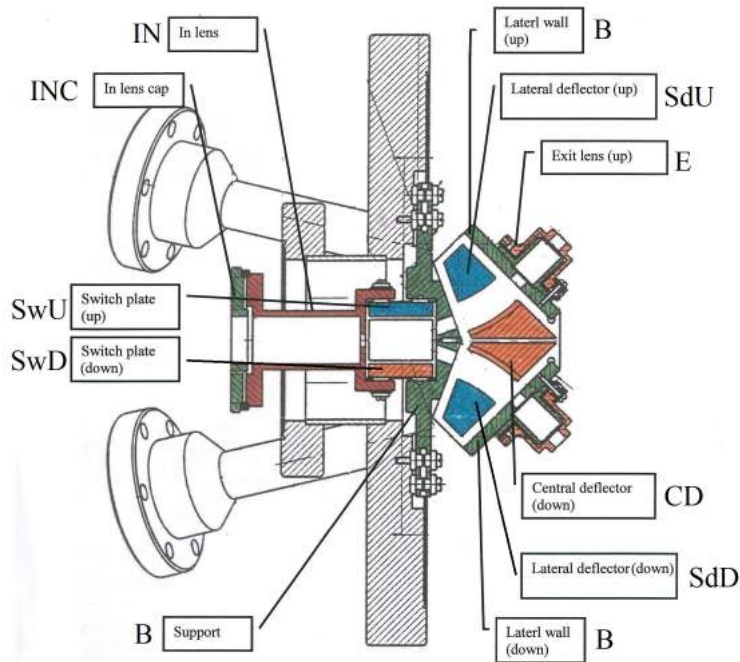 IN
In lens
Laterl wall
(up)
B
INC
In lens cap
Lateral deflector (up)
SdU
Exit lens (up)
E
SwU
Switch plate
(up)
SwD
Switch plate
(down)
Central deflector
(down)
CD
Lateral deflector (down)
SdD
B
Support
Laterl wall
(down)
B